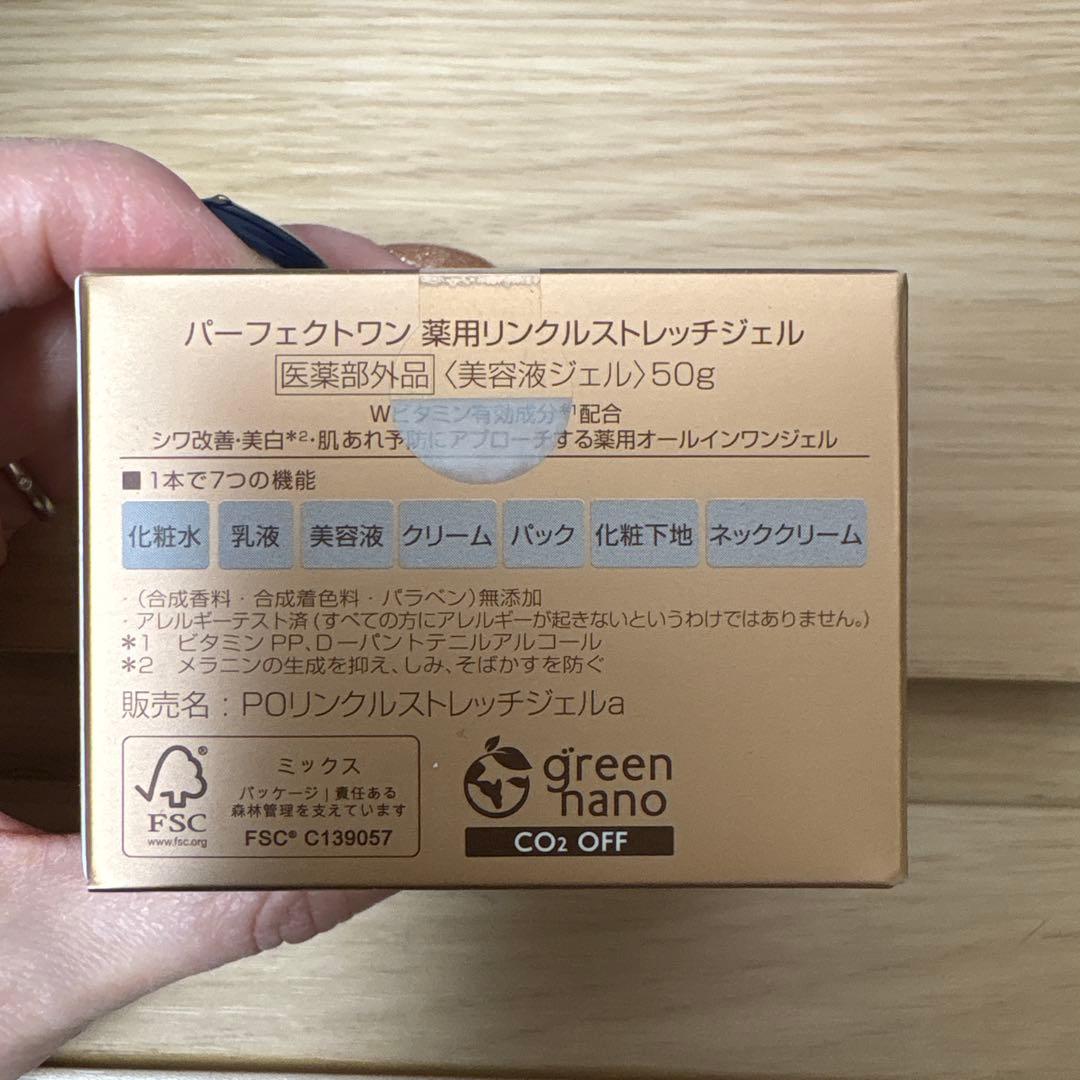 パーフェクトワン 薬用リンクルストレッチジェル
医薬部外品〈美容液ジェル〉50g
Wビタミン有効成分*1配合
シワ改善・美白*2・肌あれ予防にアプローチする薬用オールインワンジェル
■1本で7つの機能
化粧水 乳液 美容液 クリーム パック 化粧下地 ネッククリーム
・(合成香料・合成着色料・パラベン)無添加
・アレルギーテスト済(すべての方にアレルギーが起きないというわけではありません。)
*1 ビタミンPP、D－パントテニルアルコール
*2 メラニンの生成を抑え、しみ、そばかすを防ぐ
販売名：POリンクルストレッチジェルa
FSC®
www.fsc.org
ミックス
パッケージ | 責任ある
森林管理を支えています
FSC® C139057
green
nano
CO2 OFF